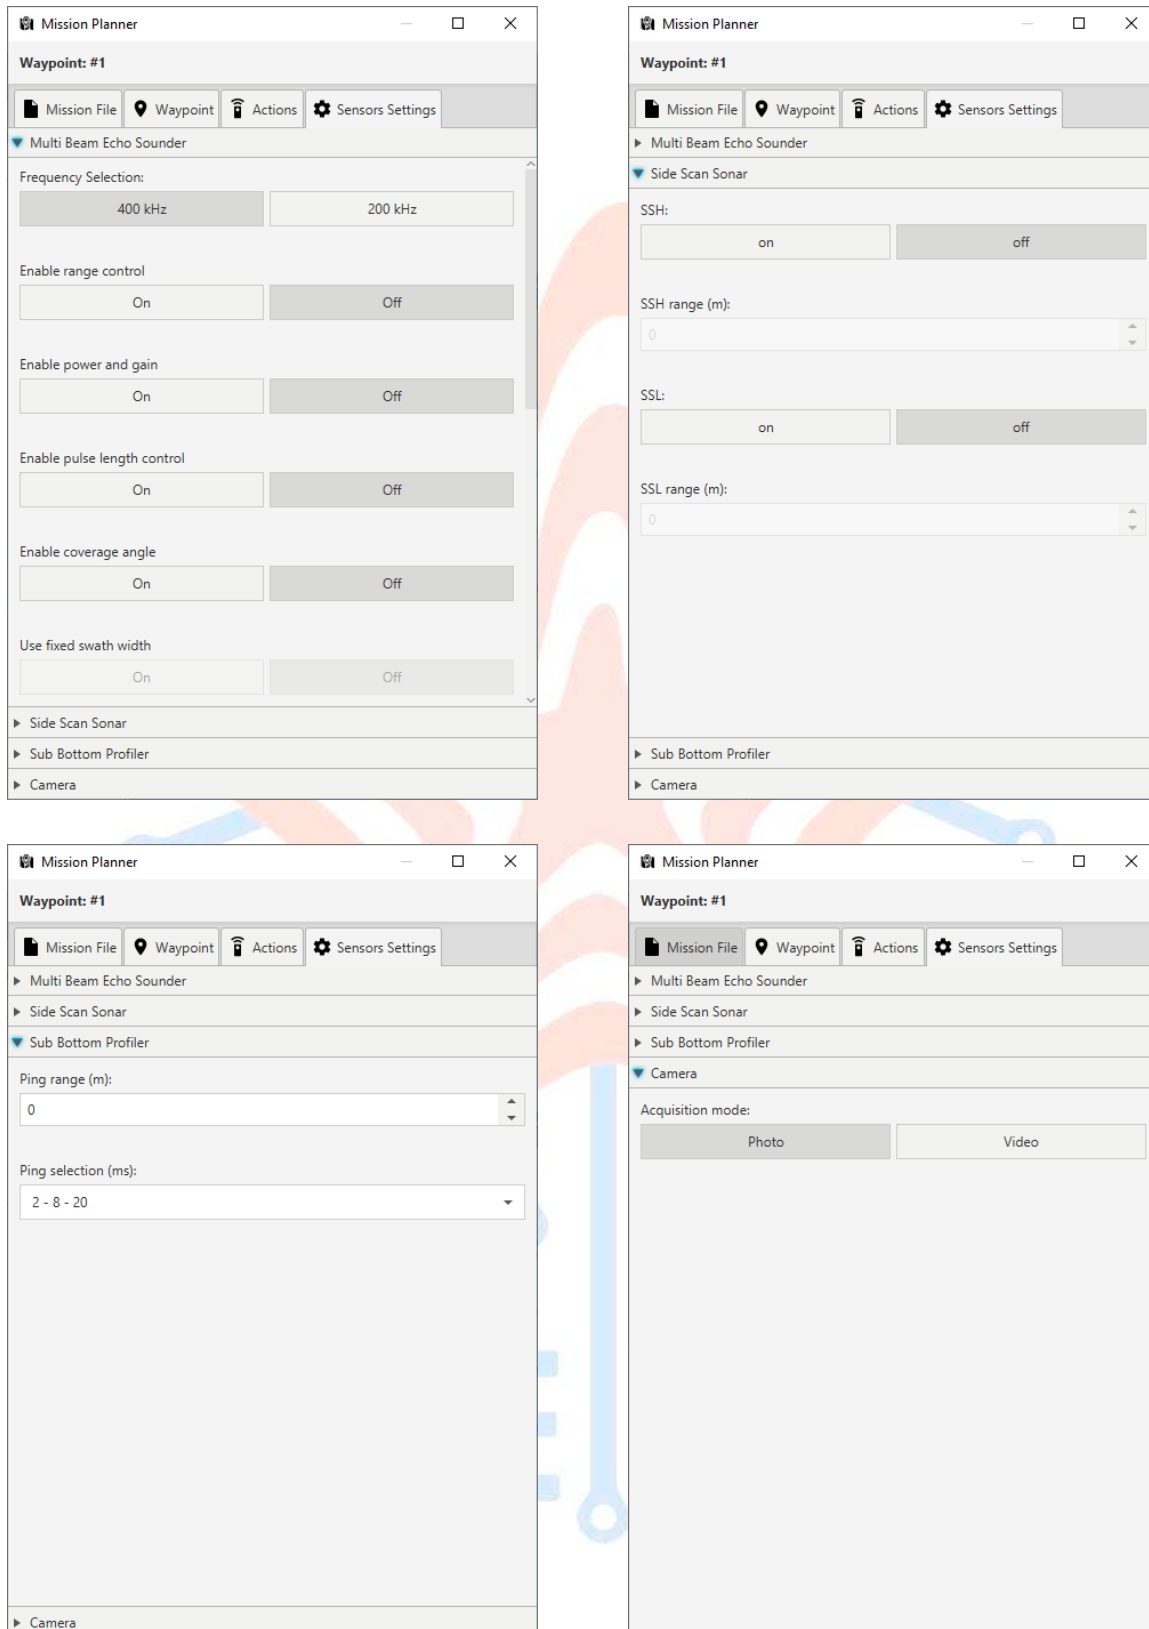 Mission Planner
Waypoint: #1
Mission File Waypoint Actions Sensors Settings
Multi Beam Echo Sounder
Frequency Selection:
400 kHz 200 kHz
Enable range control
On Off
Enable power and gain
On Off
Enable pulse length control
On Off
Enable coverage angle
On Off
Use fixed swath width
On Off
Side Scan Sonar
Sub Bottom Profiler
Camera
Mission Planner
Waypoint: #1
Mission File Waypoint Actions Sensors Settings
Multi Beam Echo Sounder
Side Scan Sonar
SSH:
on off
SSH range (m):
0
SSL:
on off
SSL range (m):
0
Sub Bottom Profiler
Camera
Mission Planner
Waypoint: #1
Mission File Waypoint Actions Sensors Settings
Multi Beam Echo Sounder
Side Scan Sonar
Sub Bottom Profiler
Ping range (m):
0
Ping selection (ms):
2 - 8 - 20
Camera
Mission Planner
Waypoint: #1
Mission File Waypoint Actions Sensors Settings
Multi Beam Echo Sounder
Side Scan Sonar
Sub Bottom Profiler
Camera
Acquisition mode:
Photo Video